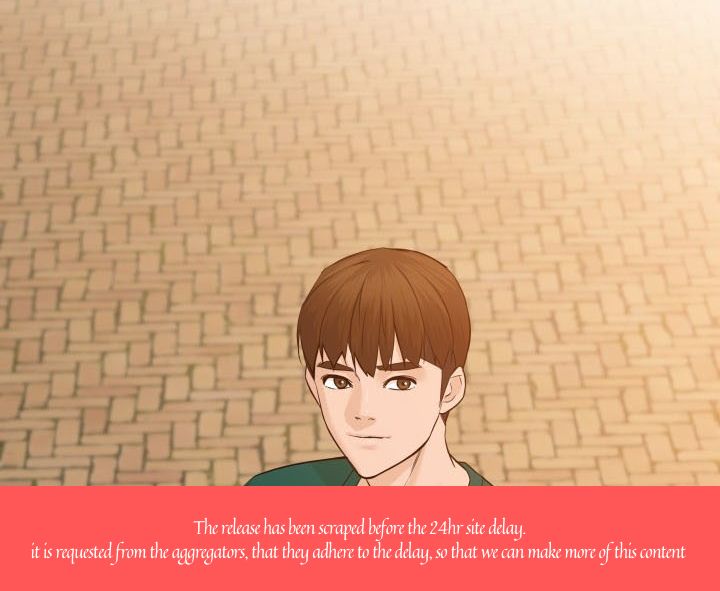 The release has been scraped before the 24hr site delay.
it is requested from the aggregators, that they adhere to the delay, so that we can make more of this content